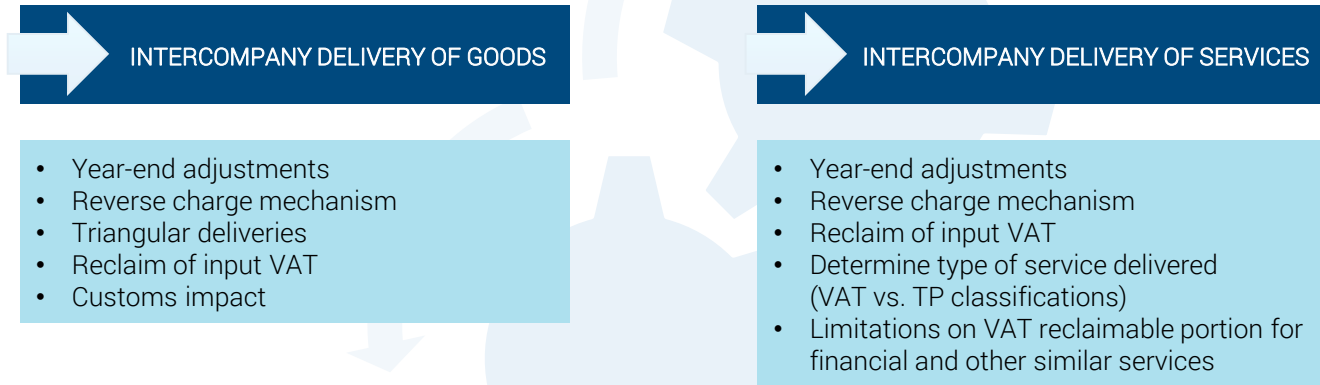 INTERCOMPANY DELIVERY OF GOODS
• Year-end adjustments
• Reverse charge mechanism
• Triangular deliveries
• Reclaim of input VAT
• Customs impact
INTERCOMPANY DELIVERY OF SERVICES
• Year-end adjustments
• Reverse charge mechanism
• Reclaim of input VAT
• Determine type of service delivered
(VAT vs. TP classifications)
• Limitations on VAT reclaimable portion for
financial and other similar services